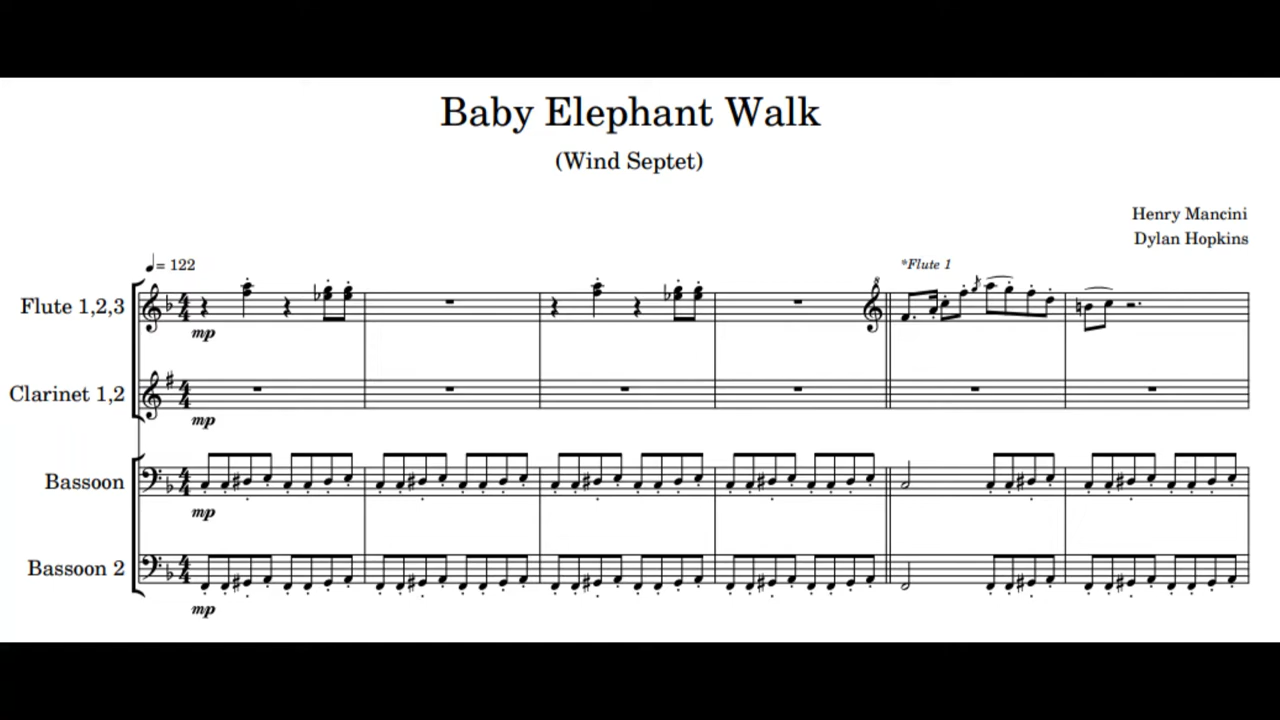 Baby Elephant Walk
(Wind Septet)
Henry Mancini
Dylan Hopkins
♩= 122
*Flute 1
Flute 1,2,3
mp
Clarinet 1,2
mp
Bassoon
mp
Bassoon 2
mp